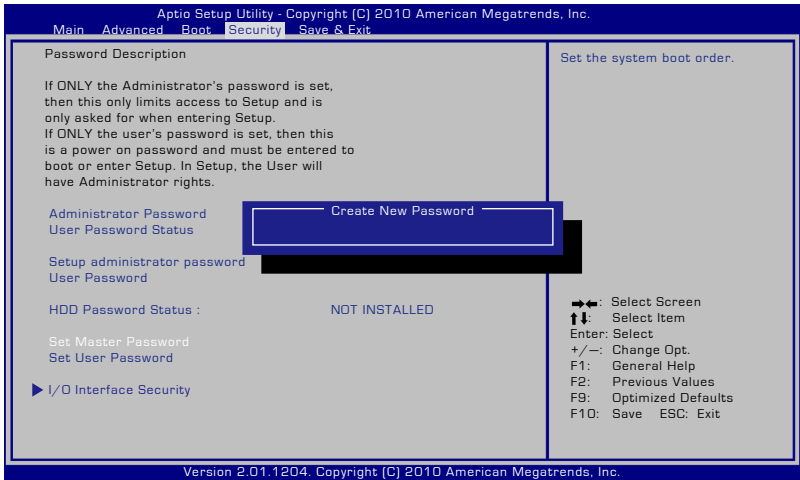 Aptio Setup Utility - Copyright (C) 2010 American Megatrends, Inc.
Main Advanced Boot Security Save & Exit
Password Description
If ONLY the Administrator's password is set,
then this only limits access to Setup and is
only asked for when entering Setup.
If ONLY the user's password is set, then this
is a power on password and must be entered to
boot or enter Setup. In Setup, the User will
have Administrator rights.
Administrator Password
User Password Status
Setup administrator password
User Password
HDD Password Status : NOT INSTALLED
Set Master Password
Set User Password
I/O Interface Security
Create New Password
Set the system boot order.
→←: Select Screen
↑↓: Select Item
Enter: Select
+/—: Change Opt.
F1: General Help
F2: Previous Values
F9: Optimized Defaults
F10: Save ESC: Exit
Version 2.01.1204. Copyright (C) 2010 American Megatrends, Inc.